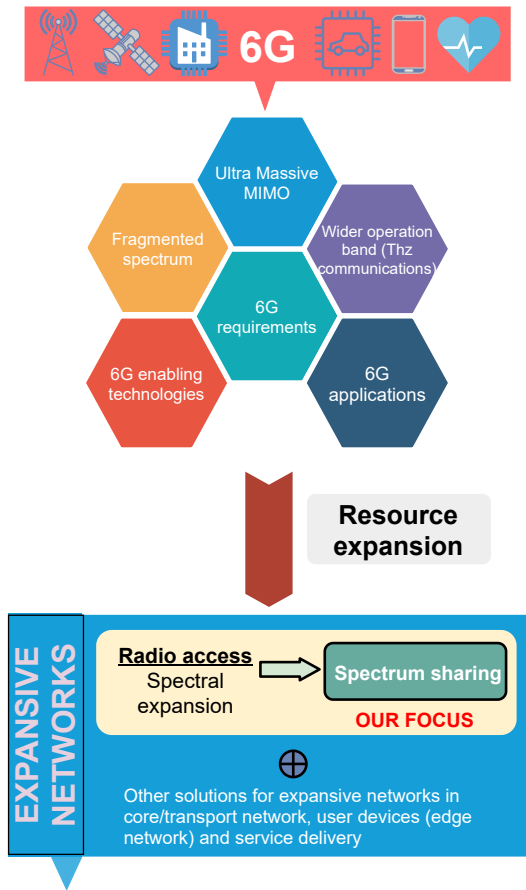 6G
Ultra Massive
MIMO
Fragmented
spectrum
Wider operation
band (Thz
communications)
6G
requirements
6G enabling
technologies
6G
applications
Resource
expansion
EXPANSIVE
NETWORKS
Radio access
Spectral
expansion
Spectrum sharing
OUR FOCUS
Other solutions for expansive networks in
core/transport network, user devices (edge
network) and service delivery